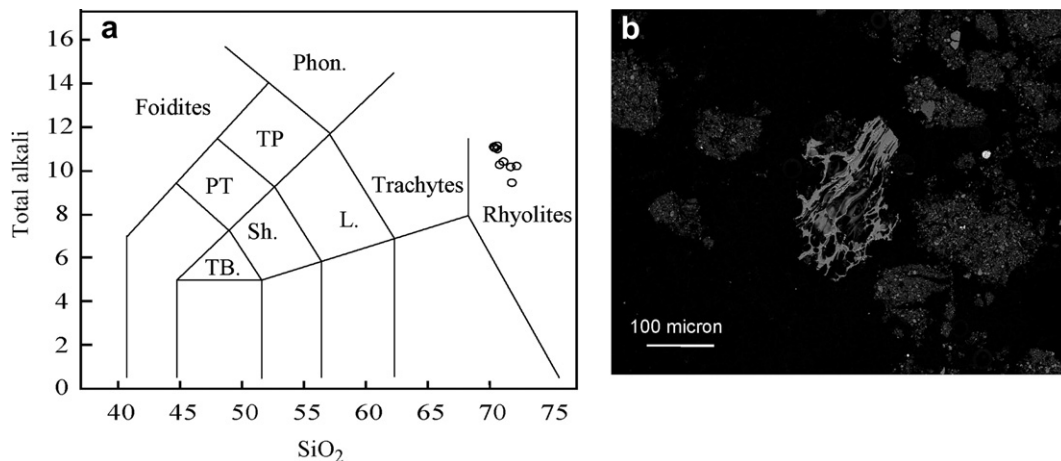 a
Total alkali
16
14
12
10
8
6
4
2
0
Foidites
Phon.
TP
PT
Trachytes
Rhyolites
Sh.
L.
TB.
40 45 50 55 60 65 70 75
SiO₂
b
100 micron